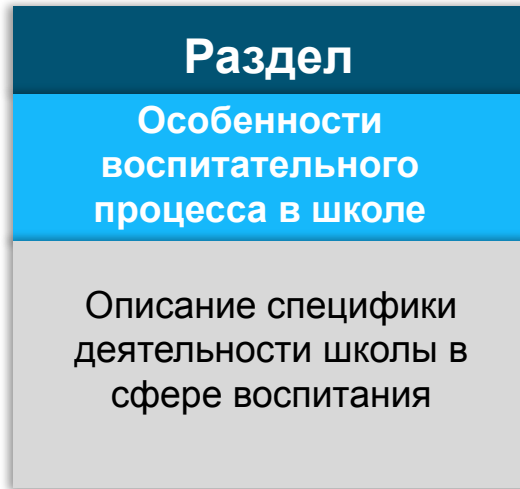 Раздел
Особенности
воспитательного
процесса в школе
Описание специфики
деятельности школы в
сфере воспитания